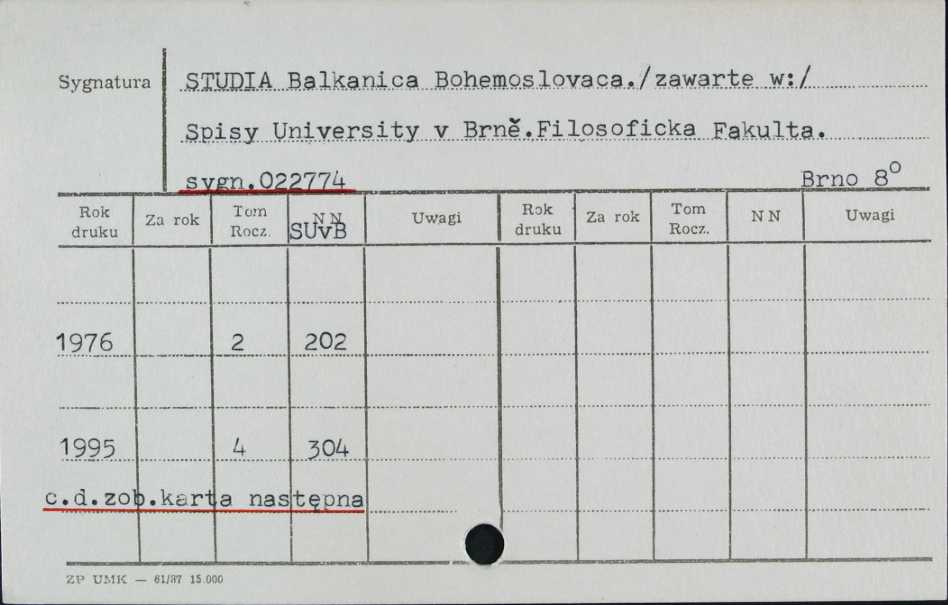 Sygnatura STUDIA Balkanica Bohemoslovaca./zawarte w:/
Spisy University v Brně.Filosoficka Fakulta.
sygn.022774 Brno 8°
Rok druku Za rok Tom Rocz. NN SUvB Uwagi Rok druku Za rok Tom Rocz. NN Uwagi
1976 2 202
1995 4 304
c.d.zob.karta następna
ZP UMK — 61/87 15.000